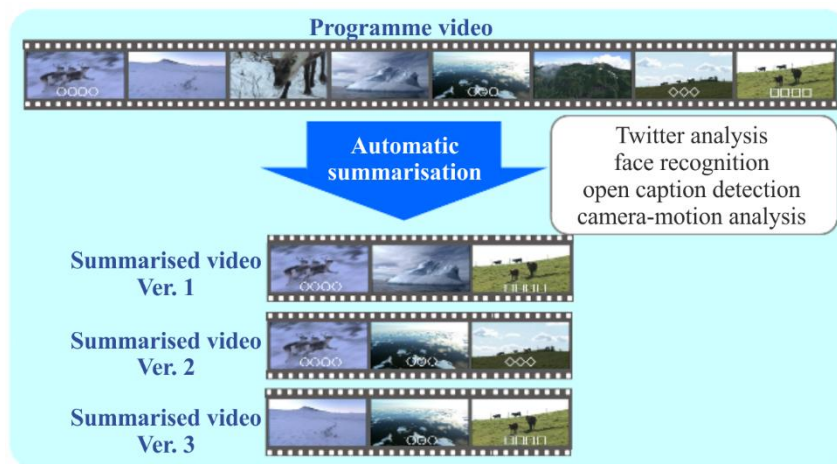 Programme video
Automatic
summarisation
Twitter analysis
face recognition
open caption detection
camera-motion analysis
Summarised video
Ver. 1
Summarised video
Ver. 2
Summarised video
Ver. 3